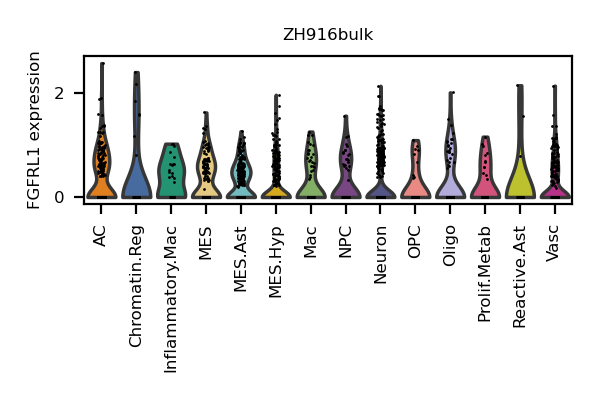 ZH916bulk
FGFRL1 expression
2
0
AC
Chromatin.Reg
Inflammatory.Mac
MES
MES.Ast
MES.Hyp
Mac
NPC
Neuron
OPC
Oligo
Prolif.Metab
Reactive.Ast
Vasc